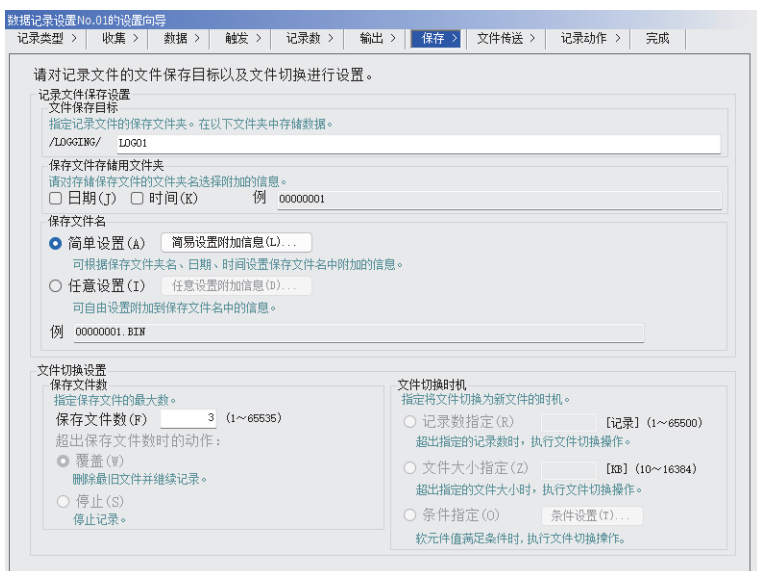 数据记录设置No.01的设置向导
记录类型 > 收集 > 数据 > 触发 > 记录数 > 输出 > 保存 > 文件传送 > 记录动作 > 完成
请对记录文件的文件保存目标以及文件切换进行设置。
记录文件保存设置
文件保存目标
指定记录文件的保存文件夹。在以下文件夹中存储数据。
/LOGGING/ LOG01
保存文件存储用文件夹
请对存储保存文件的文件夹名选择附加的信息。
日期(J) 时间(K) 例 00000001
保存文件名
简单设置(A) 简易设置附加信息(L)...
可根据保存文件夹名、日期、时间设置保存文件名中附加的信息。
任意设置(I) 任意设置附加信息(D)...
可自由设置附加到保存文件名中的信息。
例 00000001.BIN
文件切换设置
保存文件数
指定保存文件的最大数。
保存文件数(F) 3 (1～65535)
超出保存文件数时的动作:
覆盖(W)
删除最旧文件并继续记录。
停止(S)
停止记录。
文件切换时机
指定将文件切换为新文件的时机。
记录数指定(R) [记录] (1～65500)
超出指定的记录数时，执行文件切换操作。
文件大小指定(Z) [KB] (10～16384)
超出指定的文件大小时，执行文件切换操作。
条件指定(O) 条件设置(T)...
软元件值满足条件时,执行文件切换操作。